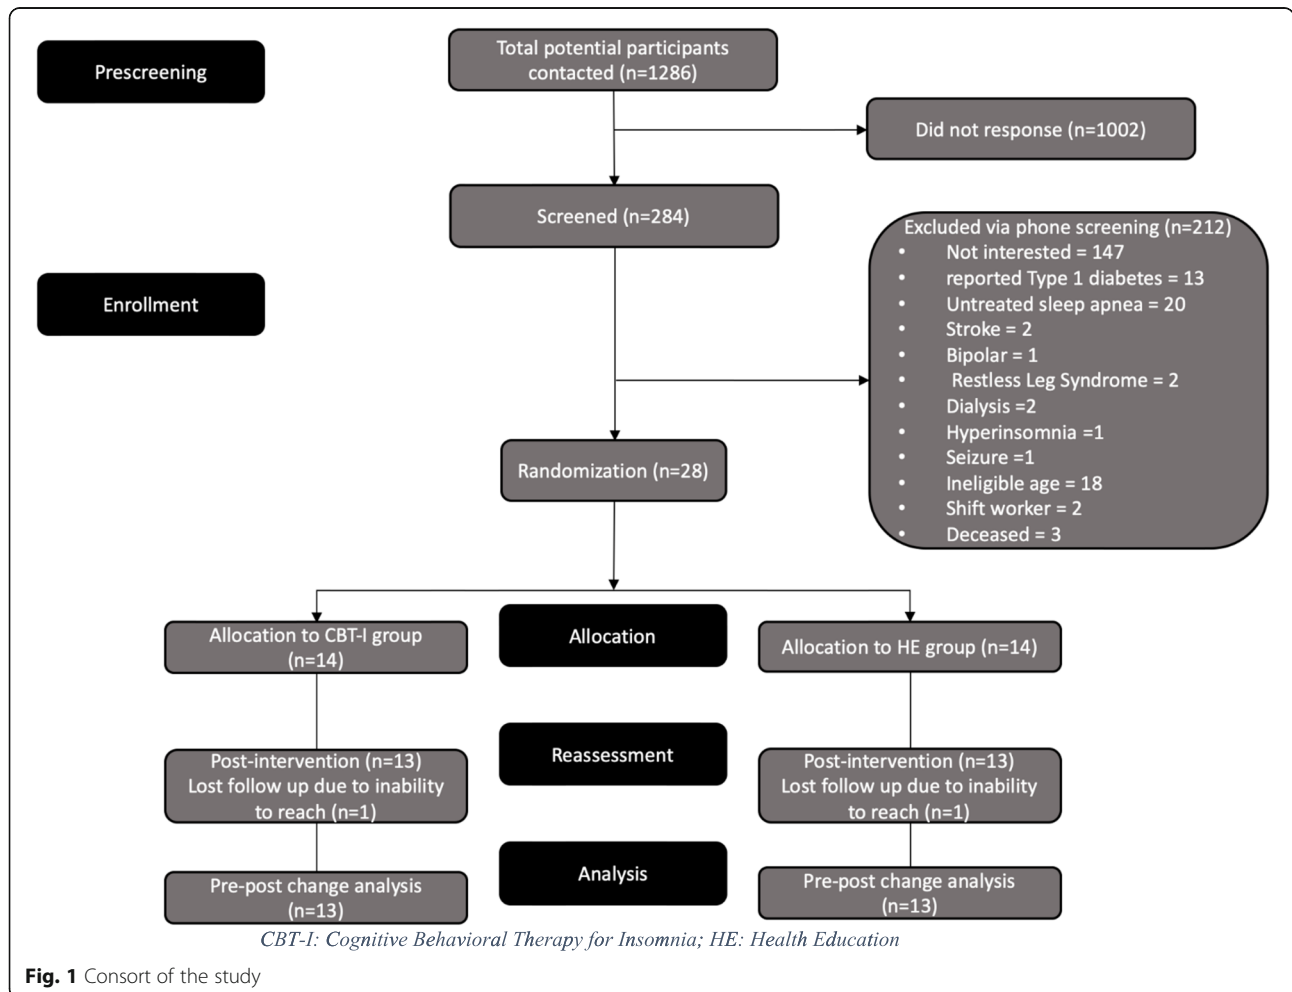 Prescreening
Total potential participants
contacted (n=1286)
Did not response (n=1002)
Screened (n=284)
Enrollment
Excluded via phone screening (n=212)
• Not interested = 147
• reported Type 1 diabetes = 13
• Untreated sleep apnea = 20
• Stroke = 2
• Bipolar = 1
• Restless Leg Syndrome = 2
• Dialysis =2
• Hyperinsomnia =1
• Seizure =1
• Ineligible age = 18
• Shift worker = 2
• Deceased = 3
Randomization (n=28)
Allocation to CBT-I group
(n=14)
Allocation
Allocation to HE group (n=14)
Post-intervention (n=13)
Lost follow up due to inability
to reach (n=1)
Reassessment
Post-intervention (n=13)
Lost follow up due to inability
to reach (n=1)
Pre-post change analysis
(n=13)
Analysis
Pre-post change analysis
(n=13)
CBT-I: Cognitive Behavioral Therapy for Insomnia; HE: Health Education
Fig. 1 Consort of the study